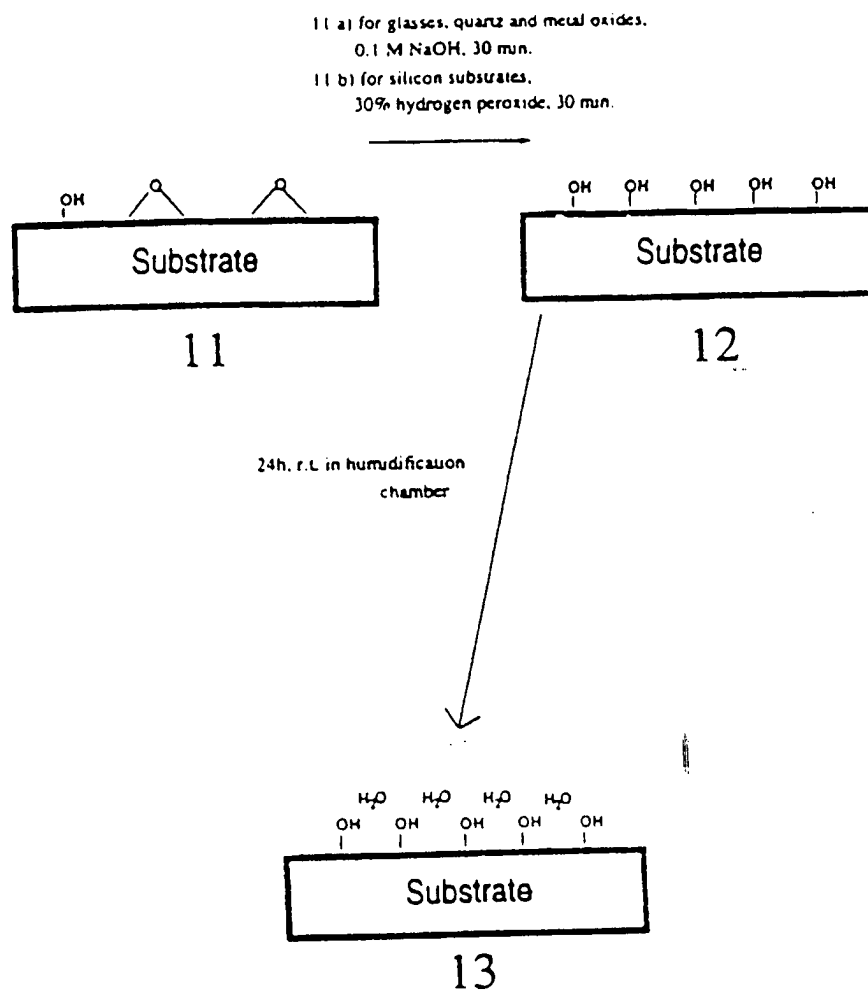 11 a) for glasses, quartz and metal oxides,
0.1 M NaOH, 30 min.
11 b) for silicon substrates,
30% hydrogen peroxide, 30 min.
OH O O
Substrate
11
OH OH OH OH OH
Substrate
12
24h, r.t. in humidification
chamber
H2O H2O H2O H2O
OH OH OH OH OH
Substrate
13